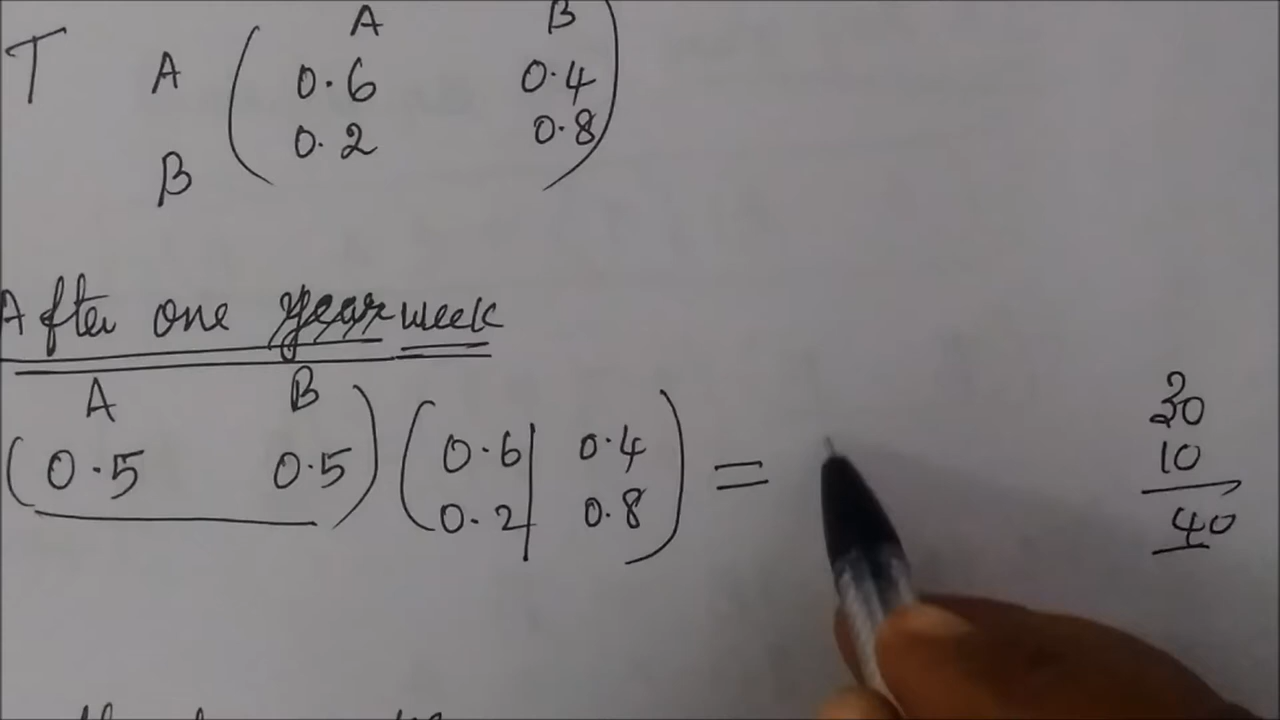 A B
T A ( 0.6 0.4 )
B 0.2 0.8
After one year week
A B
(0.5 0.5) ( 0.6 0.4 ) =
0.2 0.8
30
10
40